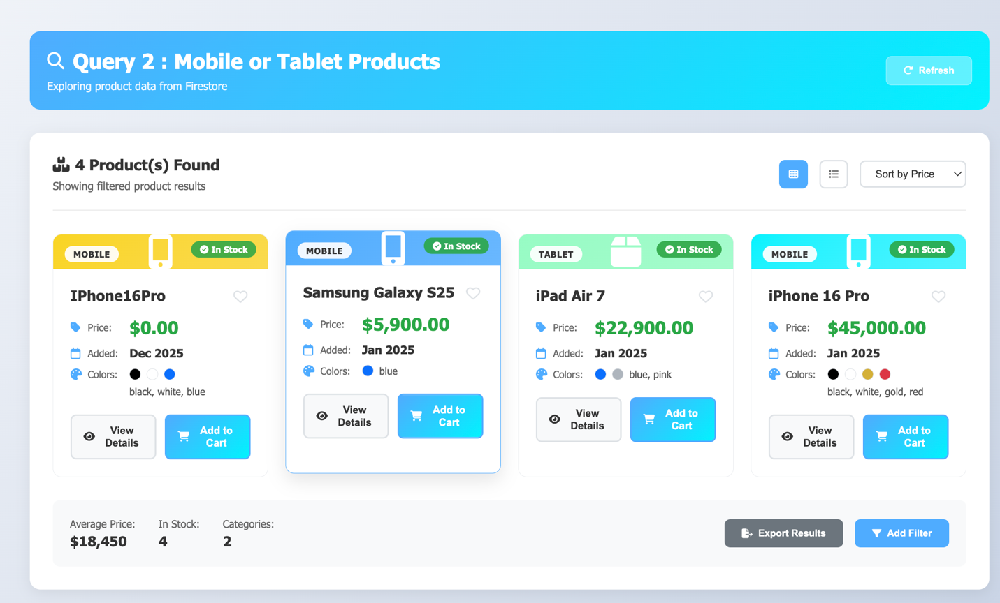 Query 2 : Mobile or Tablet Products
Exploring product data from Firestore
Refresh
4 Product(s) Found
Showing filtered product results
Sort by Price
MOBILE
In Stock
IPhone16Pro
Price: $0.00
Added: Dec 2025
Colors:
black, white, blue
View Details
Add to Cart
MOBILE
In Stock
Samsung Galaxy S25
Price: $5,900.00
Added: Jan 2025
Colors: blue
View Details
Add to Cart
TABLET
In Stock
iPad Air 7
Price: $22,900.00
Added: Jan 2025
Colors: blue, pink
View Details
Add to Cart
MOBILE
In Stock
iPhone 16 Pro
Price: $45,000.00
Added: Jan 2025
Colors:
black, white, gold, red
View Details
Add to Cart
Average Price:
$18,450
In Stock:
4
Categories:
2
Export Results
Add Filter